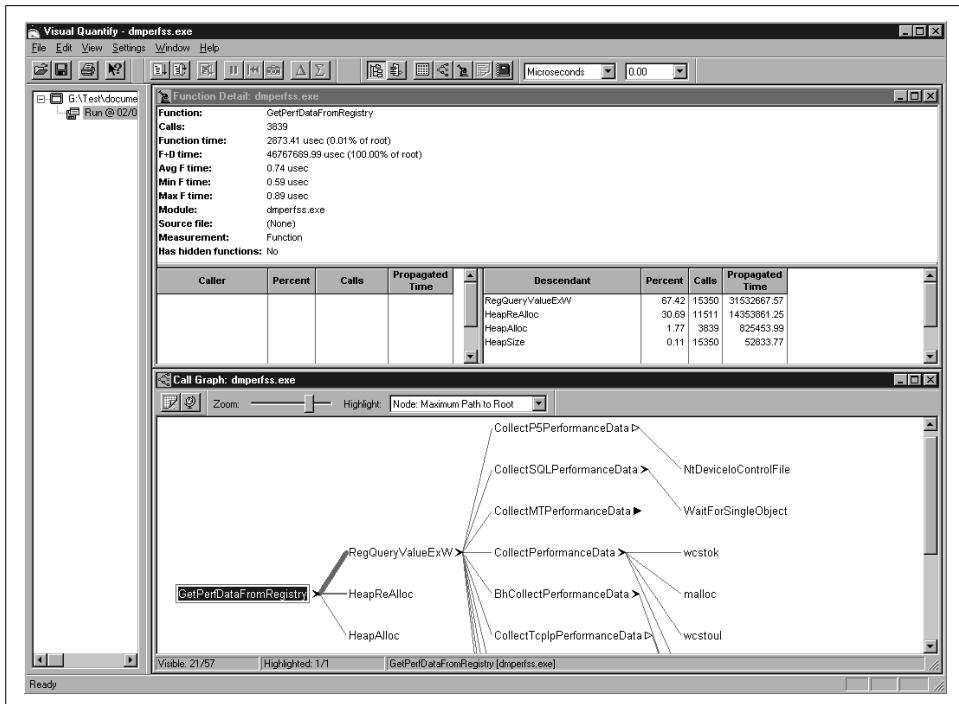 Visual Quantify - dmperfss.exe
File Edit View Settings Window Help
Microseconds 0.00
G:\Test\docume
Run @ 02/0
Function Detail: dmperfss.exe
Function: GetPerfDataFromRegistry
Calls: 3839
Function time: 2873.41 usec (0.01% of root)
F+D time: 46767689.99 usec (100.00% of root)
Avg F time: 0.74 usec
Min F time: 0.59 usec
Max F time: 0.89 usec
Module: dmperfss.exe
Source file: (None)
Measurement: Function
Has hidden functions: No
Caller Percent Calls Propagated Time
Descendant Percent Calls Propagated Time
RegQueryValueExW 67.42 15350 31532667.57
HeapReAlloc 30.69 11511 14353861.25
HeapAlloc 1.77 3839 825453.99
HeapSize 0.11 15350 52833.77
Call Graph: dmperfss.exe
Zoom: Highlight: Node: Maximum Path to Root
CollectP5PerformanceData
CollectSQLPerformanceData NtDeviceIoControlFile
CollectMTPerformanceData WaitForSingleObject
RegQueryValueExW CollectPerformanceData wcstok
GetPerfDataFromRegistry HeapReAlloc BhCollectPerformanceData malloc
HeapAlloc CollectTcpIpPerformanceData wcstoul
Visible: 21/57 Highlighted: 1/1 GetPerfDataFromRegistry [dmperfss.exe]
Ready